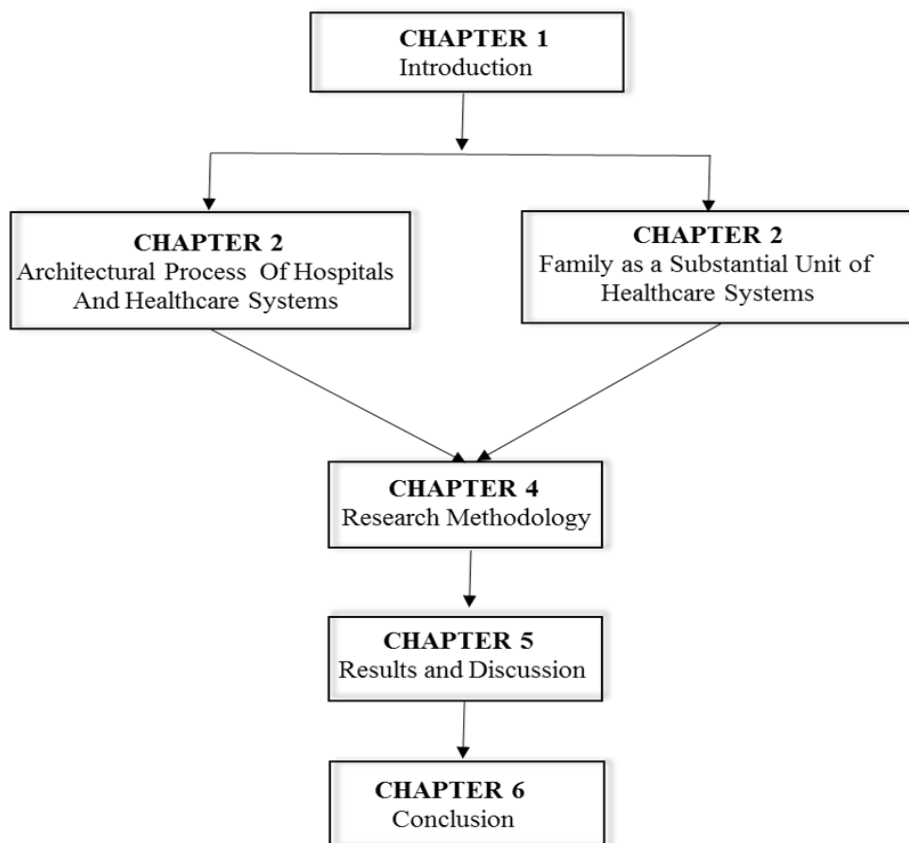 CHAPTER 1
Introduction
CHAPTER 2
Architectural Process Of Hospitals
And Healthcare Systems
CHAPTER 2
Family as a Substantial Unit of
Healthcare Systems
CHAPTER 4
Research Methodology
CHAPTER 5
Results and Discussion
CHAPTER 6
Conclusion